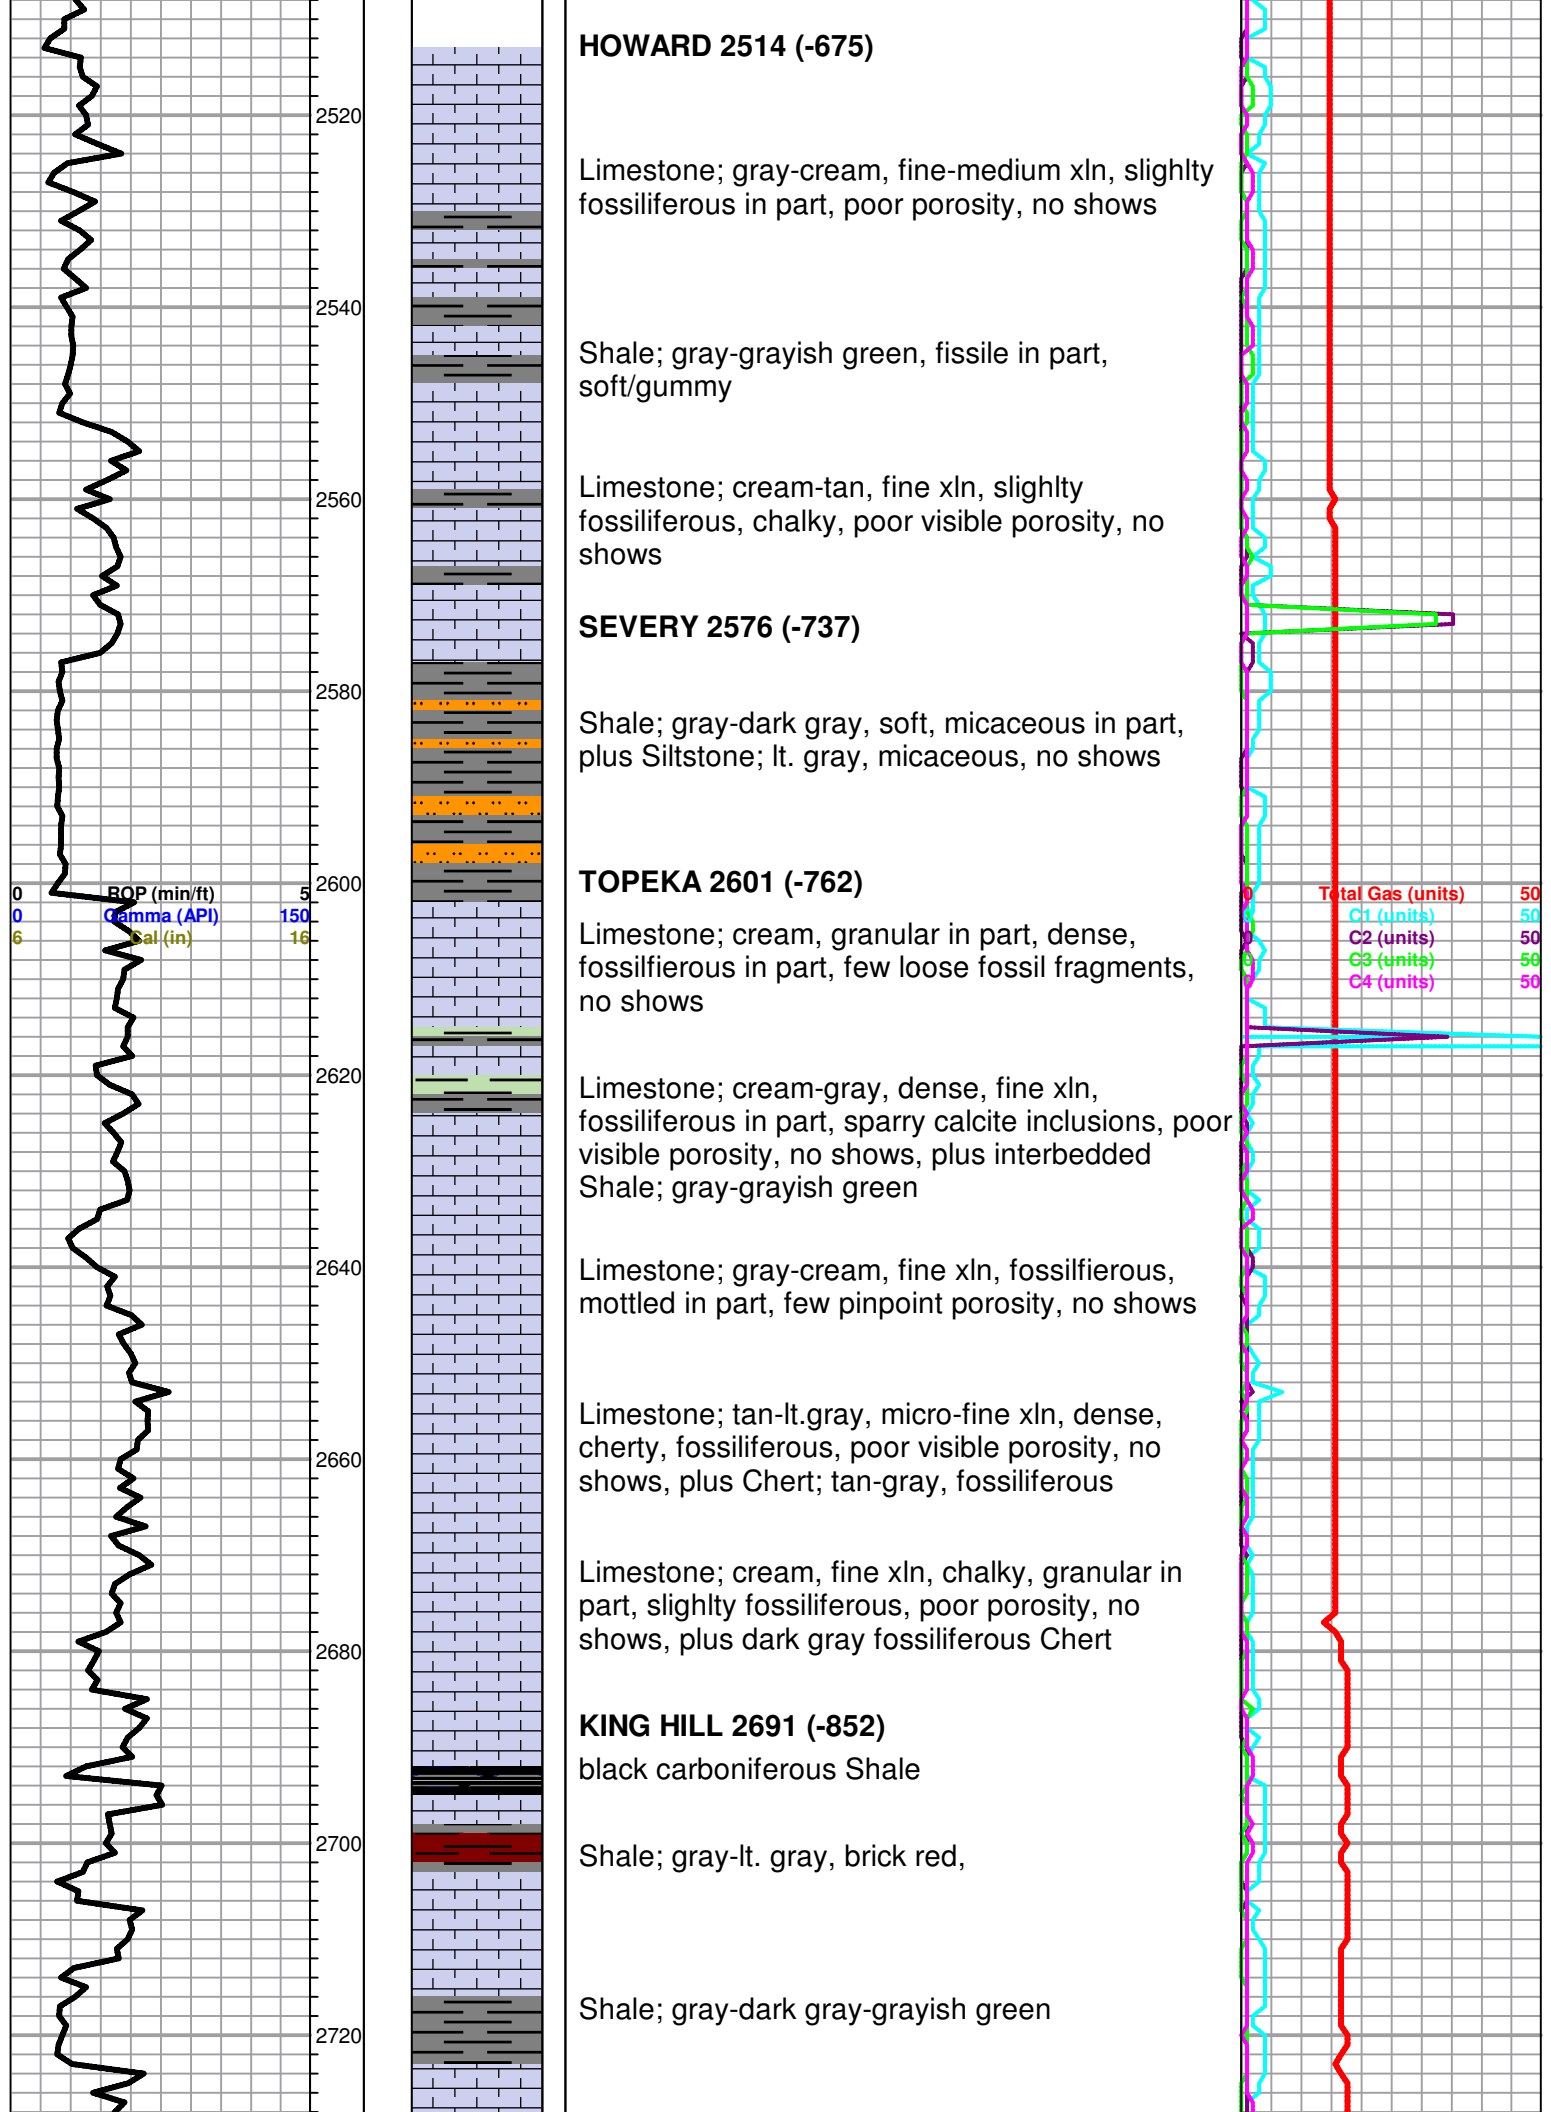 HOWARD 2514 (-675)
2520
Limestone; gray-cream, fine-medium xln, slighlty
fossiliferous in part, poor porosity, no shows
2540
Shale; gray-grayish green, fissile in part,
soft/gummy
2560
Limestone; cream-tan, fine xln, slighlty
fossiliferous, chalky, poor visible porosity, no
shows
SEVERY 2576 (-737)
2580
Shale; gray-dark gray, soft, micaceous in part,
plus Siltstone; lt. gray, micaceous, no shows
2600
TOPEKA 2601 (-762)
0 ROP (min/ft) 5
0 Gamma (API) 150
6 Cal (in) 16
0 Total Gas (units) 50
C1 (units) 50
0 C2 (units) 50
0 C3 (units) 50
0 C4 (units) 50
Limestone; cream, granular in part, dense,
fossilfierous in part, few loose fossil fragments,
no shows
2620
Limestone; cream-gray, dense, fine xln,
fossiliferous in part, sparry calcite inclusions, poor
visible porosity, no shows, plus interbedded
Shale; gray-grayish green
2640
Limestone; gray-cream, fine xln, fossilfierous,
mottled in part, few pinpoint porosity, no shows
2660
Limestone; tan-lt.gray, micro-fine xln, dense,
cherty, fossiliferous, poor visible porosity, no
shows, plus Chert; tan-gray, fossiliferous
Limestone; cream, fine xln, chalky, granular in
part, slighlty fossiliferous, poor porosity, no
shows, plus dark gray fossiliferous Chert
2680
KING HILL 2691 (-852)
black carboniferous Shale
2700
Shale; gray-lt. gray, brick red,
Shale; gray-dark gray-grayish green
2720